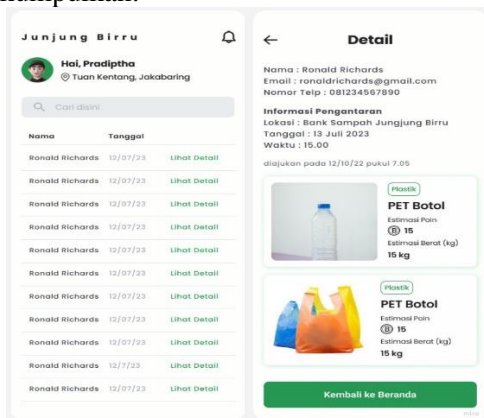 Junjung Birru
Hai, Pradiptha
Tuan Kentang, Jakabaring
Cari disini
Nama Tanggal
Ronald Richards 12/07/23 Lihat Detail
Ronald Richards 12/07/23 Lihat Detail
Ronald Richards 12/07/23 Lihat Detail
Ronald Richards 12/07/23 Lihat Detail
Ronald Richards 12/07/23 Lihat Detail
Ronald Richards 12/07/23 Lihat Detail
Ronald Richards 12/07/23 Lihat Detail
Ronald Richards 12/07/23 Lihat Detail
Ronald Richards 12/07/23 Lihat Detail
Ronald Richards 12/7/23 Lihat Detail
Ronald Richards 12/07/23 Lihat Detail
Detail
Nama : Ronald Richards
Email : ronaldrichards@gmail.com
Nomor Telp : 081234567890
Informasi Pengantaran
Lokasi : Bank Sampah Jungjung Birru
Tanggal : 13 Juli 2023
Waktu : 15.00
diajukan pada 12/10/22 pukul 7.05
Plastik
PET Botol
Estimasi Poin
B 15
Estimasi Berat (kg)
15 kg
Plastik
PET Botol
Estimasi Poin
B 15
Estimasi Berat (kg)
15 kg
Kembali ke Beranda